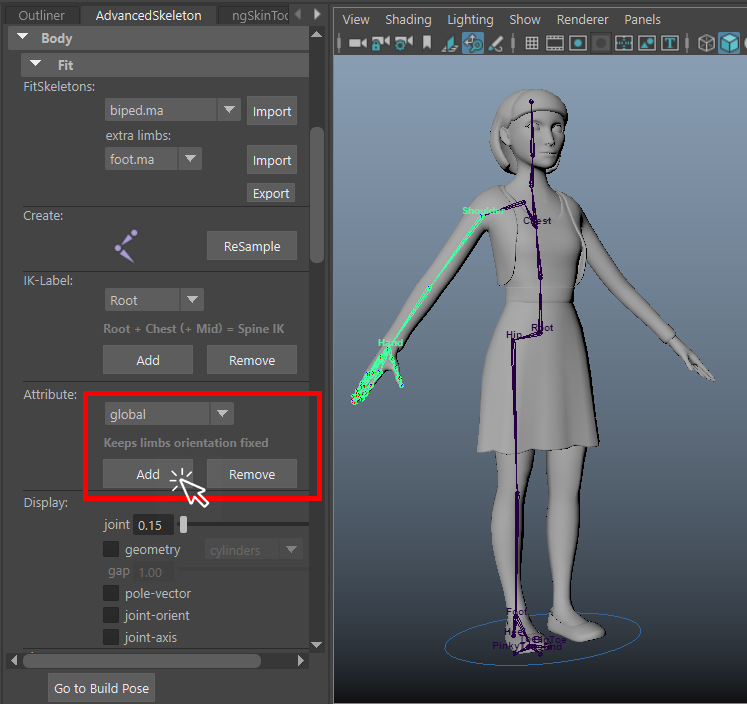 Outliner AdvancedSkeleton ngSkinToo
Body
Fit
FitSkeletons:
biped.ma Import
extra limbs:
foot.ma Import
Export
Create:
ReSample
IK-Label:
Root
Root + Chest (+ Mid) = Spine IK
Add Remove
Attribute:
global
Keeps limbs orientation fixed
Add Remove
Display:
joint 0.15
geometry cylinders
gap 1.00
pole-vector
joint-orient
joint-axis
Go to Build Pose
View Shading Lighting Show Renderer Panels
T
Shoulder
Chest
Root
Hip
Hand
Foot